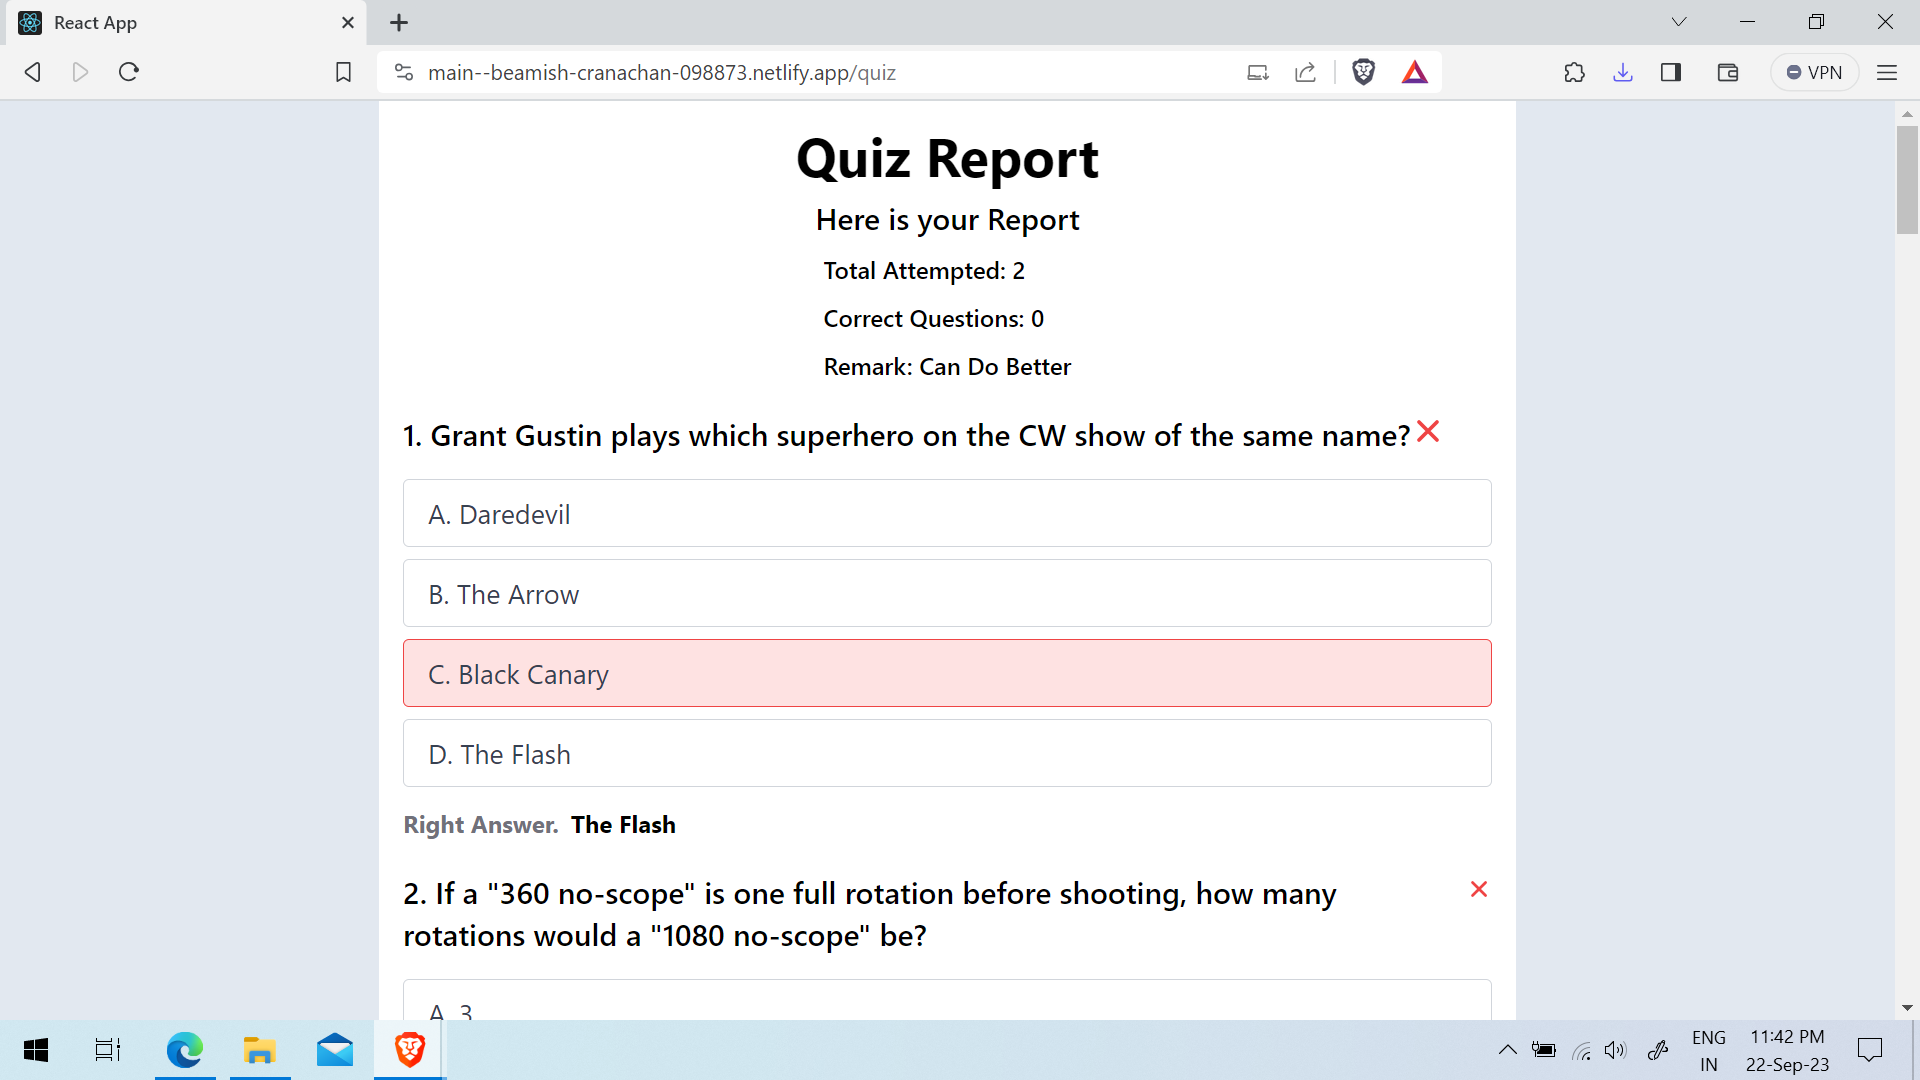 React App
main--beamish-cranachan-098873.netlify.app/quiz
VPN
Quiz Report
Here is your Report
Total Attempted: 2
Correct Questions: 0
Remark: Can Do Better
1. Grant Gustin plays which superhero on the CW show of the same name?
A. Daredevil
B. The Arrow
C. Black Canary
D. The Flash
Right Answer. The Flash
2. If a "360 no-scope" is one full rotation before shooting, how many
rotations would a "1080 no-scope" be?
A. 3
ENG
IN
11:42 PM
22-Sep-23